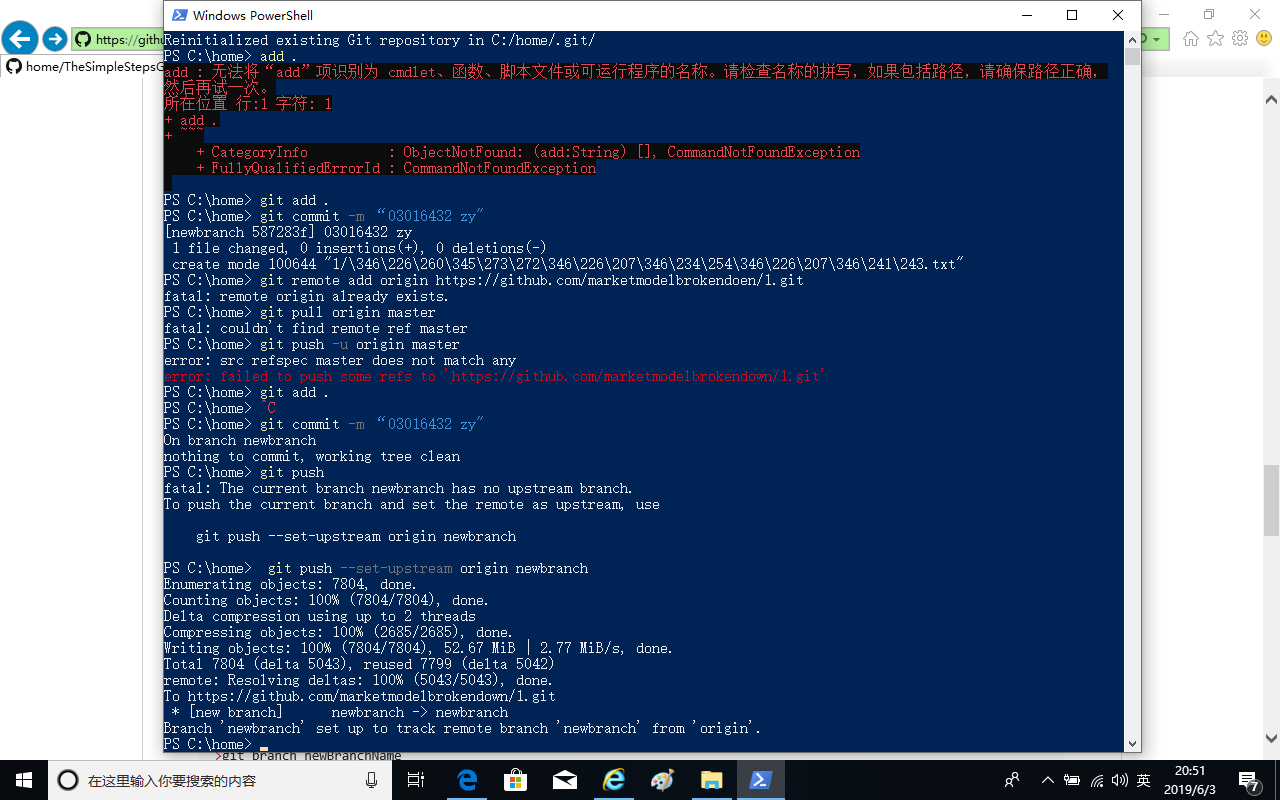 Windows PowerShell
https://githu
home/TheSimpleStepsG
Reinitialized existing Git repository in C:/home/.git/
PS C:\home> add .
add : 无法将“add”项识别为 cmdlet、函数、脚本文件或可运行程序的名称。请检查名称的拼写，如果包括路径，请确保路径正确，
然后再试一次。
所在位置 行:1 字符: 1
+ add .
+ ~~~
    + CategoryInfo          : ObjectNotFound: (add:String) [], CommandNotFoundException
    + FullyQualifiedErrorId : CommandNotFoundException
PS C:\home> git add .
PS C:\home> git commit -m “03016432 zy"
[newbranch 587283f] 03016432 zy
 1 file changed, 0 insertions(+), 0 deletions(-)
 create mode 100644 "1/\346\226\260\345\273\272\346\226\207\346\234\254\346\226\207\346\241\243.txt"
PS C:\home> git remote add origin https://github.com/marketmodelbrokendoen/1.git
fatal: remote origin already exists.
PS C:\home> git pull origin master
fatal: couldn't find remote ref master
PS C:\home> git push -u origin master
error: src refspec master does not match any
error: failed to push some refs to 'https://github.com/marketmodelbrokendown/1.git'
PS C:\home> git add .
PS C:\home> ^C
PS C:\home> git commit -m “03016432 zy"
On branch newbranch
nothing to commit, working tree clean
PS C:\home> git push
fatal: The current branch newbranch has no upstream branch.
To push the current branch and set the remote as upstream, use
    git push --set-upstream origin newbranch
PS C:\home>  git push --set-upstream origin newbranch
Enumerating objects: 7804, done.
Counting objects: 100% (7804/7804), done.
Delta compression using up to 2 threads
Compressing objects: 100% (2685/2685), done.
Writing objects: 100% (7804/7804), 52.67 MiB | 2.77 MiB/s, done.
Total 7804 (delta 5043), reused 7799 (delta 5042)
remote: Resolving deltas: 100% (5043/5043), done.
To https://github.com/marketmodelbrokendown/1.git
 * [new branch]      newbranch -> newbranch
Branch 'newbranch' set up to track remote branch 'newbranch' from 'origin'.
PS C:\home>
>git branch newBranchName
在这里输入你要搜索的内容
英
20:51
2019/6/3
7